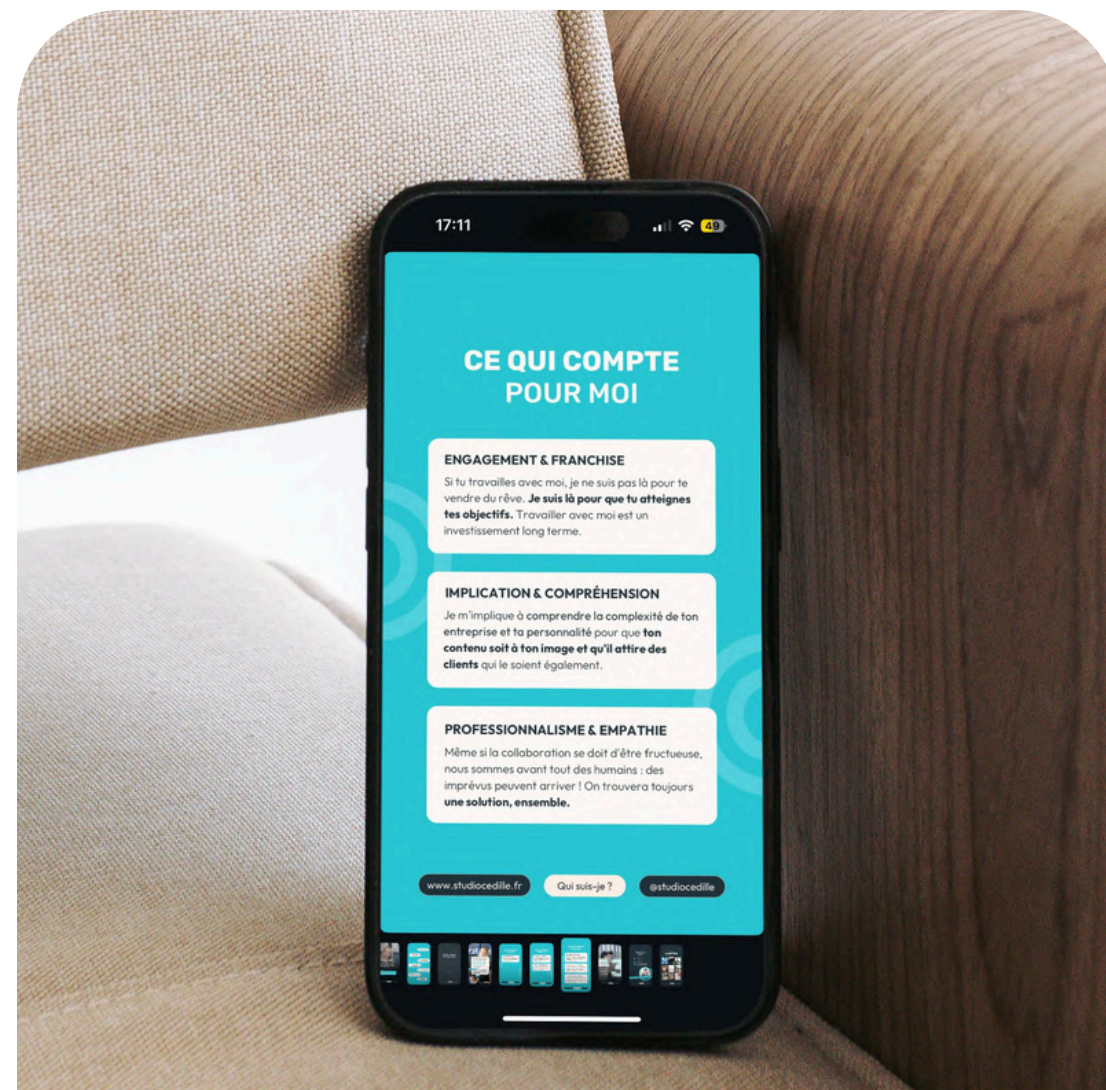 17:11
49
CE QUI COMPTE
POUR MOI
ENGAGEMENT & FRANCHISE
Si tu travailles avec moi, je ne suis pas là pour te
vendre du rêve. Je suis là pour que tu atteignes
tes objectifs. Travailler avec moi est un
investissement long terme.
IMPLICATION & COMPRÉHENSION
Je m'implique à comprendre la complexité de ton
entreprise et ta personnalité pour que ton
contenu soit à ton image et qu'il attire des
clients qui le soient également.
PROFESSIONNALISME & EMPATHIE
Même si la collaboration se doit d'être fructueuse,
nous sommes avant tout des humains : des
imprévus peuvent arriver ! On trouvera toujours
une solution, ensemble.
www.studiocedille.fr
Qui suis-je ?
@studiocedille